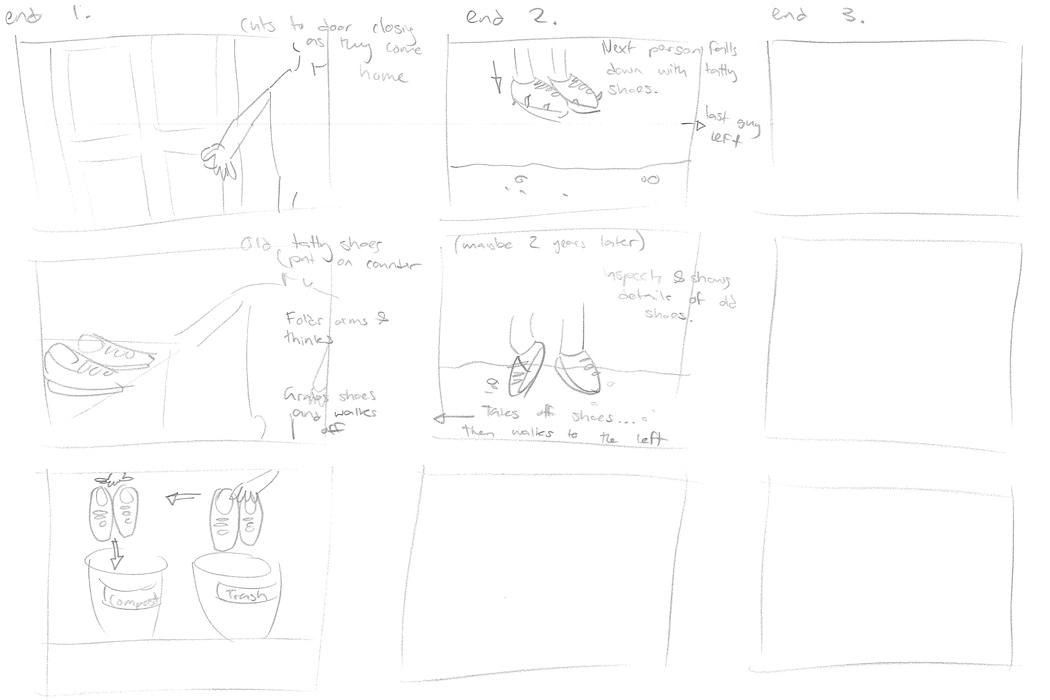 end 1.
Cuts to door closig
as they come
home
Old tatty shoes
put on counter
Folds arms &
thinks
Grabs shoes
and walks
off
Compost
Trash
end 2.
Next person falls
down with tatty
shoes.
last guy
left
(maybe 2 years later)
Inspects & shows
details of old
shoes.
Takes off shoes...
then walks to the left
end 3.